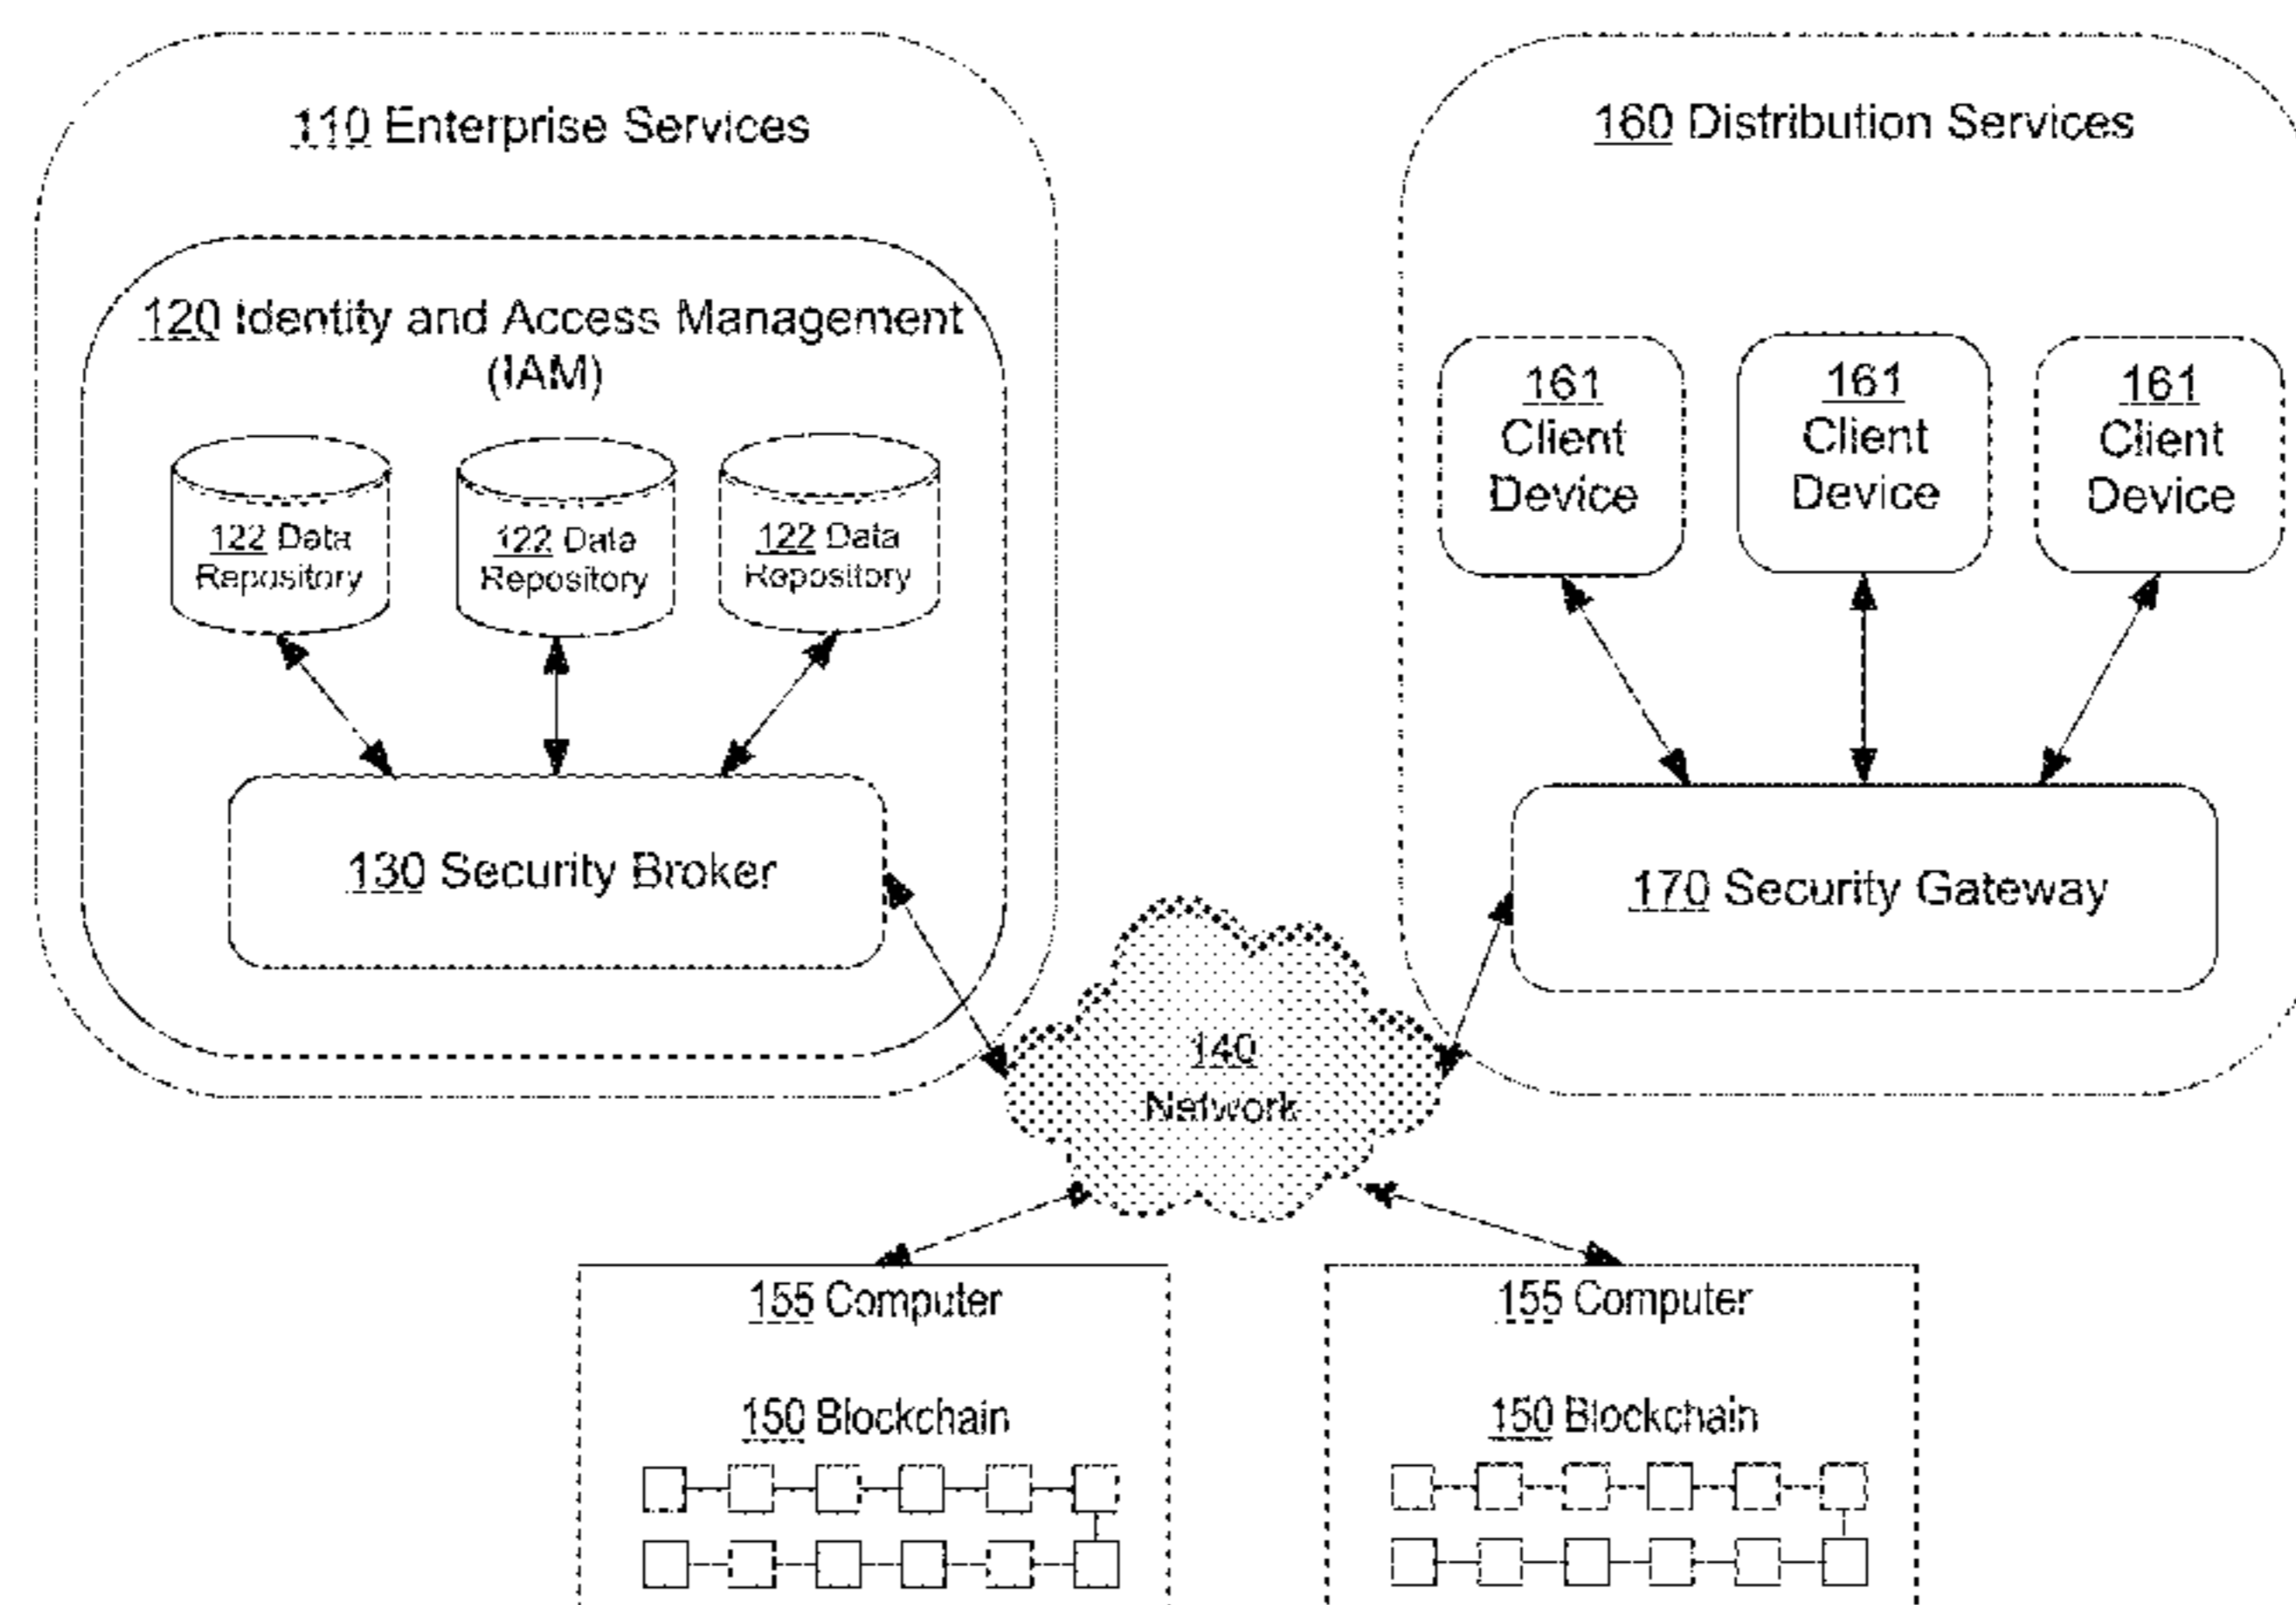 110 Enterprise Services
120 Identity and Access Management
(IAM)
122 Data
Repository
122 Data
Repository
122 Data
Repository
130 Security Broker
160 Distribution Services
161
Client
Device
161
Client
Device
161
Client
Device
170 Security Gateway
140
Network
155 Computer
150 Blockchain
155 Computer
150 Blockchain